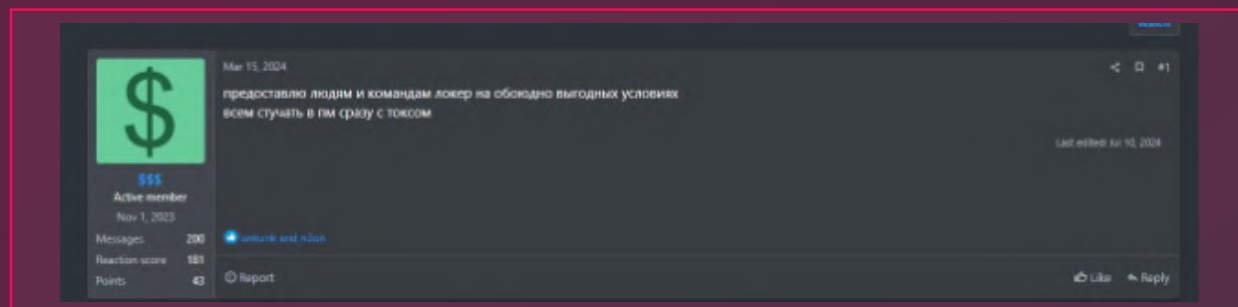 Mar 15, 2024
#1
предоставлю людям и командам локер на обоюдно выгодных условиях
всем стучать в пм сразу с токсом
Last edited: Jul 10, 2024
$
$$$
Active member
Nov 1, 2023
Messages 200
Reaction score 181
Points 43
and
Report
Like
Reply